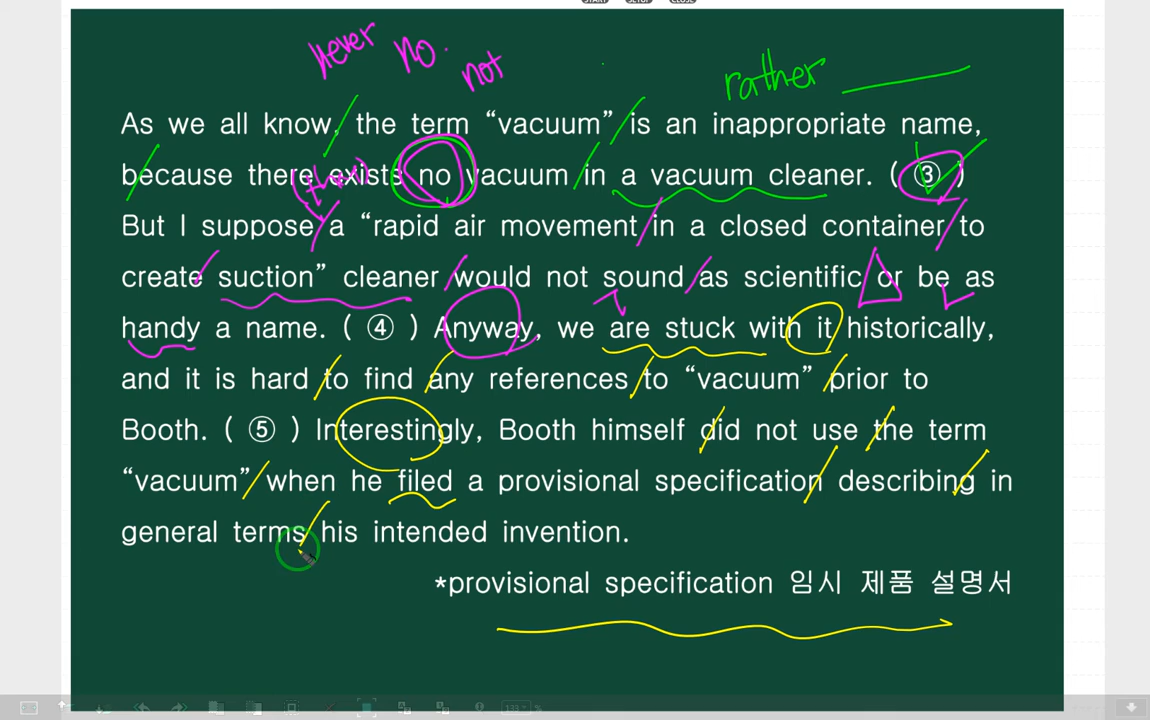 never no. not
rather
As we all know, the term “vacuum” is an inappropriate name,
because there exists no vacuum in a vacuum cleaner. ( ③ )
(that)
But I suppose a “rapid air movement in a closed container to
create suction” cleaner would not sound as scientific or be as
handy a name. ( ④ ) Anyway, we are stuck with it historically,
and it is hard to find any references to “vacuum” prior to
Booth. ( ⑤ ) Interestingly, Booth himself did not use the term
“vacuum” when he filed a provisional specification describing in
general terms his intended invention.
*provisional specification 임시 제품 설명서
133 %